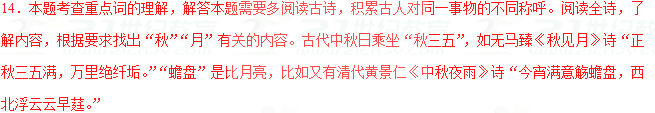 14．本题考查重点词的理解，解答本题需要多阅读古诗，积累古人对同一事物的不同称呼。阅读全诗，了
解内容，根据要求找出“秋”“月”有关的内容。古代中秋日乘坐“秋三五”，如无马臻《秋见月》诗“正
秋三五满，万里绝纤垢。”“蟾盘”是比月亮，比如又有清代黄景仁《中秋夜雨》诗“今宵满意觞蟾盘，西
北浮云云早莛。”